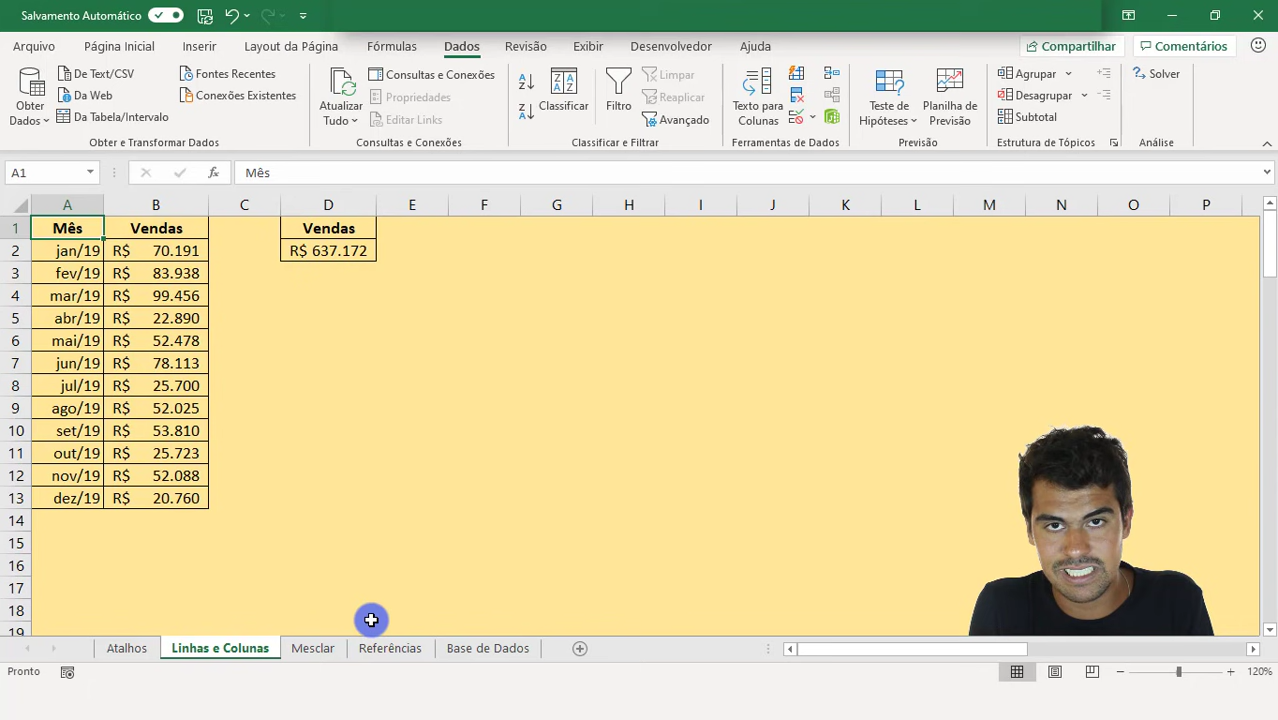 Salvamento Automático
Arquivo Página Inicial Inserir Layout da Página Fórmulas Dados Revisão Exibir Desenvolvedor Ajuda Compartilhar Comentários
Obter Dados
De Text/CSV
Da Web
Da Tabela/Intervalo
Fontes Recentes
Conexões Existentes
Obter e Transformar Dados
Atualizar Tudo
Consultas e Conexões
Propriedades
Editar Links
Consultas e Conexões
A Z
Z A
Classificar
Filtro
Limpar
Reaplicar
Avançado
Classificar e Filtrar
Texto para Colunas
Ferramentas de Dados
Teste de Hipóteses
Planilha de Previsão
Previsão
Agrupar
Desagrupar
Subtotal
Estrutura de Tópicos
Solver
Análise
A1 fx Mês
A B C D E F G H I J K L M N O P
1 Mês Vendas Vendas
2 jan/19 R$ 70.191 R$ 637.172
3 fev/19 R$ 83.938
4 mar/19 R$ 99.456
5 abr/19 R$ 22.890
6 mai/19 R$ 52.478
7 jun/19 R$ 78.113
8 jul/19 R$ 25.700
9 ago/19 R$ 52.025
10 set/19 R$ 53.810
11 out/19 R$ 25.723
12 nov/19 R$ 52.088
13 dez/19 R$ 20.760
14
15
16
17
18
19
Atalhos Linhas e Colunas Mesclar Referências Base de Dados
Pronto 120%